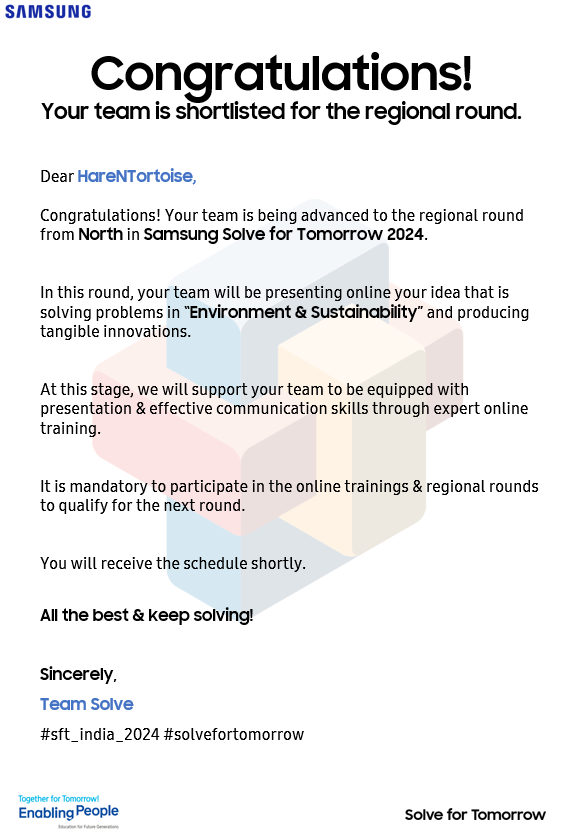 SAMSUNG
Congratulations!
Your team is shortlisted for the regional round.
Dear HareNTortoise,
Congratulations! Your team is being advanced to the regional round
from North in Samsung Solve for Tomorrow 2024.
In this round, your team will be presenting online your idea that is
solving problems in "Environment & Sustainability" and producing
tangible innovations.
At this stage, we will support your team to be equipped with
presentation & effective communication skills through expert online
training.
It is mandatory to participate in the online trainings & regional rounds
to qualify for the next round.
You will receive the schedule shortly.
All the best & keep solving!
Sincerely,
Team Solve
#sft_india_2024 #solvefortomorrow
Together for Tomorrow!
Enabling People
Education for Future Generations
Solve for Tomorrow